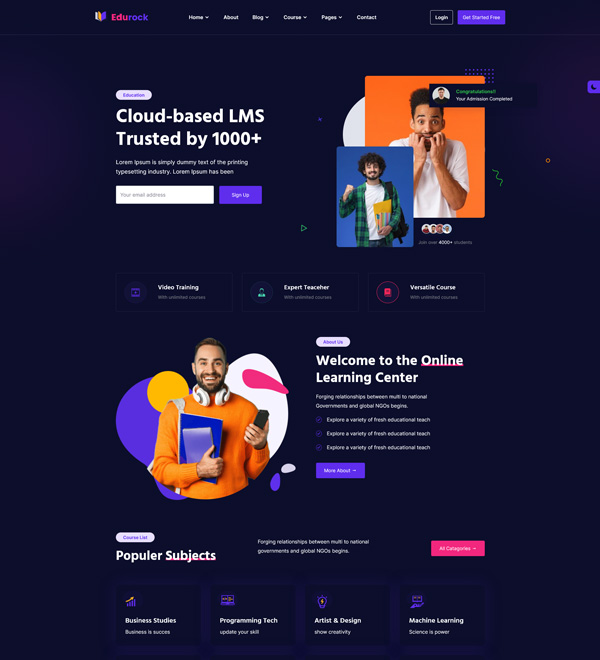 Edurock
Home
About
Blog
Course
Pages
Contact
Login
Get Started Free
Education
Cloud-based LMS
Trusted by 1000+
Lorem Ipsum is simply dummy text of the printing
typesetting industry. Lorem Ipsum has been
Your email address
Sign Up
Congratulations!!
Your Admission Completed
Join over 4000+ students
Video Training
With unlimited courses
Expert Teaceher
With unlimited courses
Versatile Course
With unlimited courses
About Us
Welcome to the Online
Learning Center
Forging relationships between multi to national
Governments and global NGOs begins.
Explore a variety of fresh educational teach
Explore a variety of fresh educational teach
Explore a variety of fresh educational teach
More About →
Course List
Populer Subjects
Forging relationships between multi to national
governments and global NGOs begins.
All Catagories →
Business Studies
Business is succes
Programming Tech
update your skill
Artist & Design
show creativity
Machine Learning
Science is power